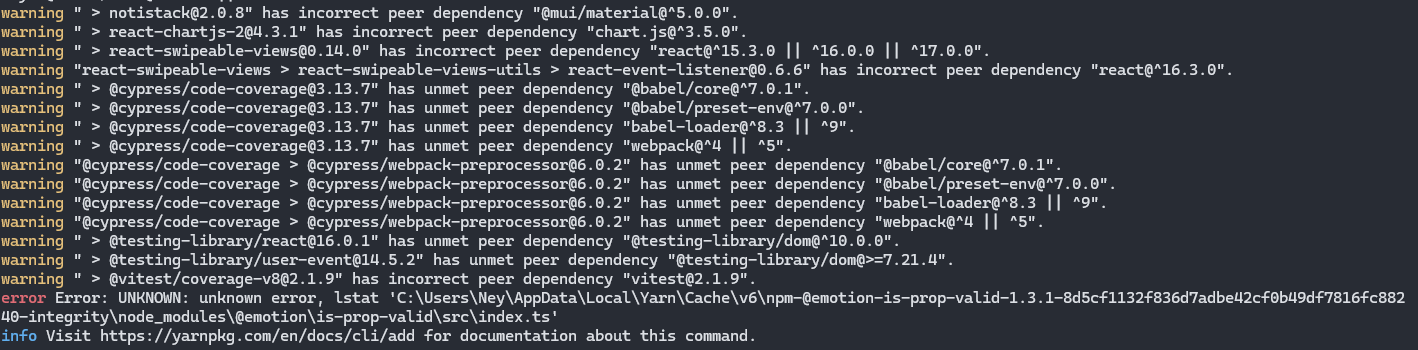 warning " > notistack@2.0.8" has incorrect peer dependency "@mui/material@^5.0.0".
warning " > react-chartjs-2@4.3.1" has incorrect peer dependency "chart.js@^3.5.0".
warning " > react-swipeable-views@0.14.0" has incorrect peer dependency "react@^15.3.0 || ^16.0.0 || ^17.0.0".
warning "react-swipeable-views > react-swipeable-views-utils > react-event-listener@0.6.6" has incorrect peer dependency "react@^16.3.0".
warning " > @cypress/code-coverage@3.13.7" has unmet peer dependency "@babel/core@^7.0.1".
warning " > @cypress/code-coverage@3.13.7" has unmet peer dependency "@babel/preset-env@^7.0.0".
warning " > @cypress/code-coverage@3.13.7" has unmet peer dependency "babel-loader@^8.3 || ^9".
warning " > @cypress/code-coverage@3.13.7" has unmet peer dependency "webpack@^4 || ^5".
warning "@cypress/code-coverage > @cypress/webpack-preprocessor@6.0.2" has unmet peer dependency "@babel/core@^7.0.1".
warning "@cypress/code-coverage > @cypress/webpack-preprocessor@6.0.2" has unmet peer dependency "@babel/preset-env@^7.0.0".
warning "@cypress/code-coverage > @cypress/webpack-preprocessor@6.0.2" has unmet peer dependency "babel-loader@^8.3 || ^9".
warning "@cypress/code-coverage > @cypress/webpack-preprocessor@6.0.2" has unmet peer dependency "webpack@^4 || ^5".
warning " > @testing-library/react@16.0.1" has unmet peer dependency "@testing-library/dom@^10.0.0".
warning " > @testing-library/user-event@14.5.2" has unmet peer dependency "@testing-library/dom@>=7.21.4".
warning " > @vitest/coverage-v8@2.1.9" has incorrect peer dependency "vitest@2.1.9".
error Error: UNKNOWN: unknown error, lstat 'C:\Users\Ney\AppData\Local\Yarn\Cache\v6\npm-@emotion-is-prop-valid-1.3.1-8d5cf1132f836d7adbe42cf0b49df7816fc882
40-integrity\node_modules\@emotion\is-prop-valid\src\index.ts'
info Visit https://yarnpkg.com/en/docs/cli/add for documentation about this command.